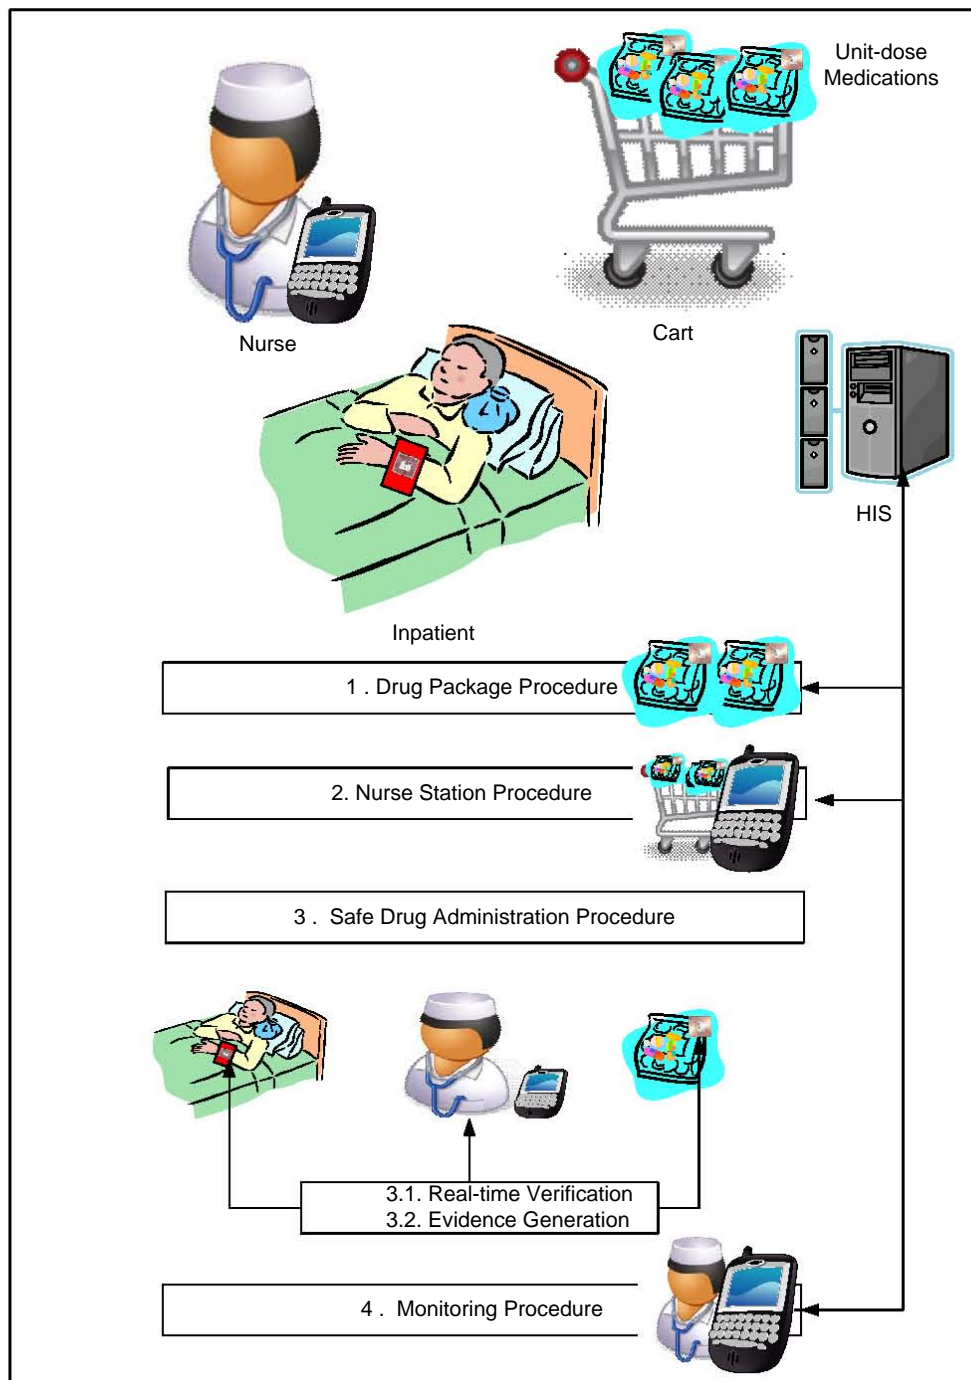 Unit-dose
Medications
Nurse
Cart
HIS
Inpatient
1 . Drug Package Procedure
2. Nurse Station Procedure
3 .  Safe Drug Administration Procedure
3.1. Real-time Verification
3.2. Evidence Generation
4 .  Monitoring Procedure